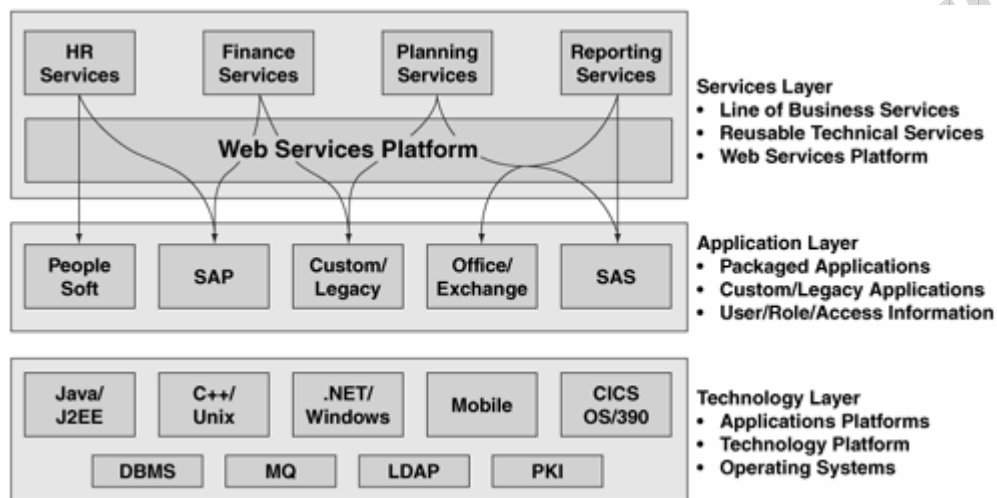 HR
Services
Finance
Services
Planning
Services
Reporting
Services
Web Services Platform
Services Layer
• Line of Business Services
• Reusable Technical Services
• Web Services Platform
People
Soft
SAP
Custom/
Legacy
Office/
Exchange
SAS
Application Layer
• Packaged Applications
• Custom/Legacy Applications
• User/Role/Access Information
Java/
J2EE
C++/
Unix
.NET/
Windows
Mobile
CICS
OS/390
DBMS
MQ
LDAP
PKI
Technology Layer
• Applications Platforms
• Technology Platform
• Operating Systems